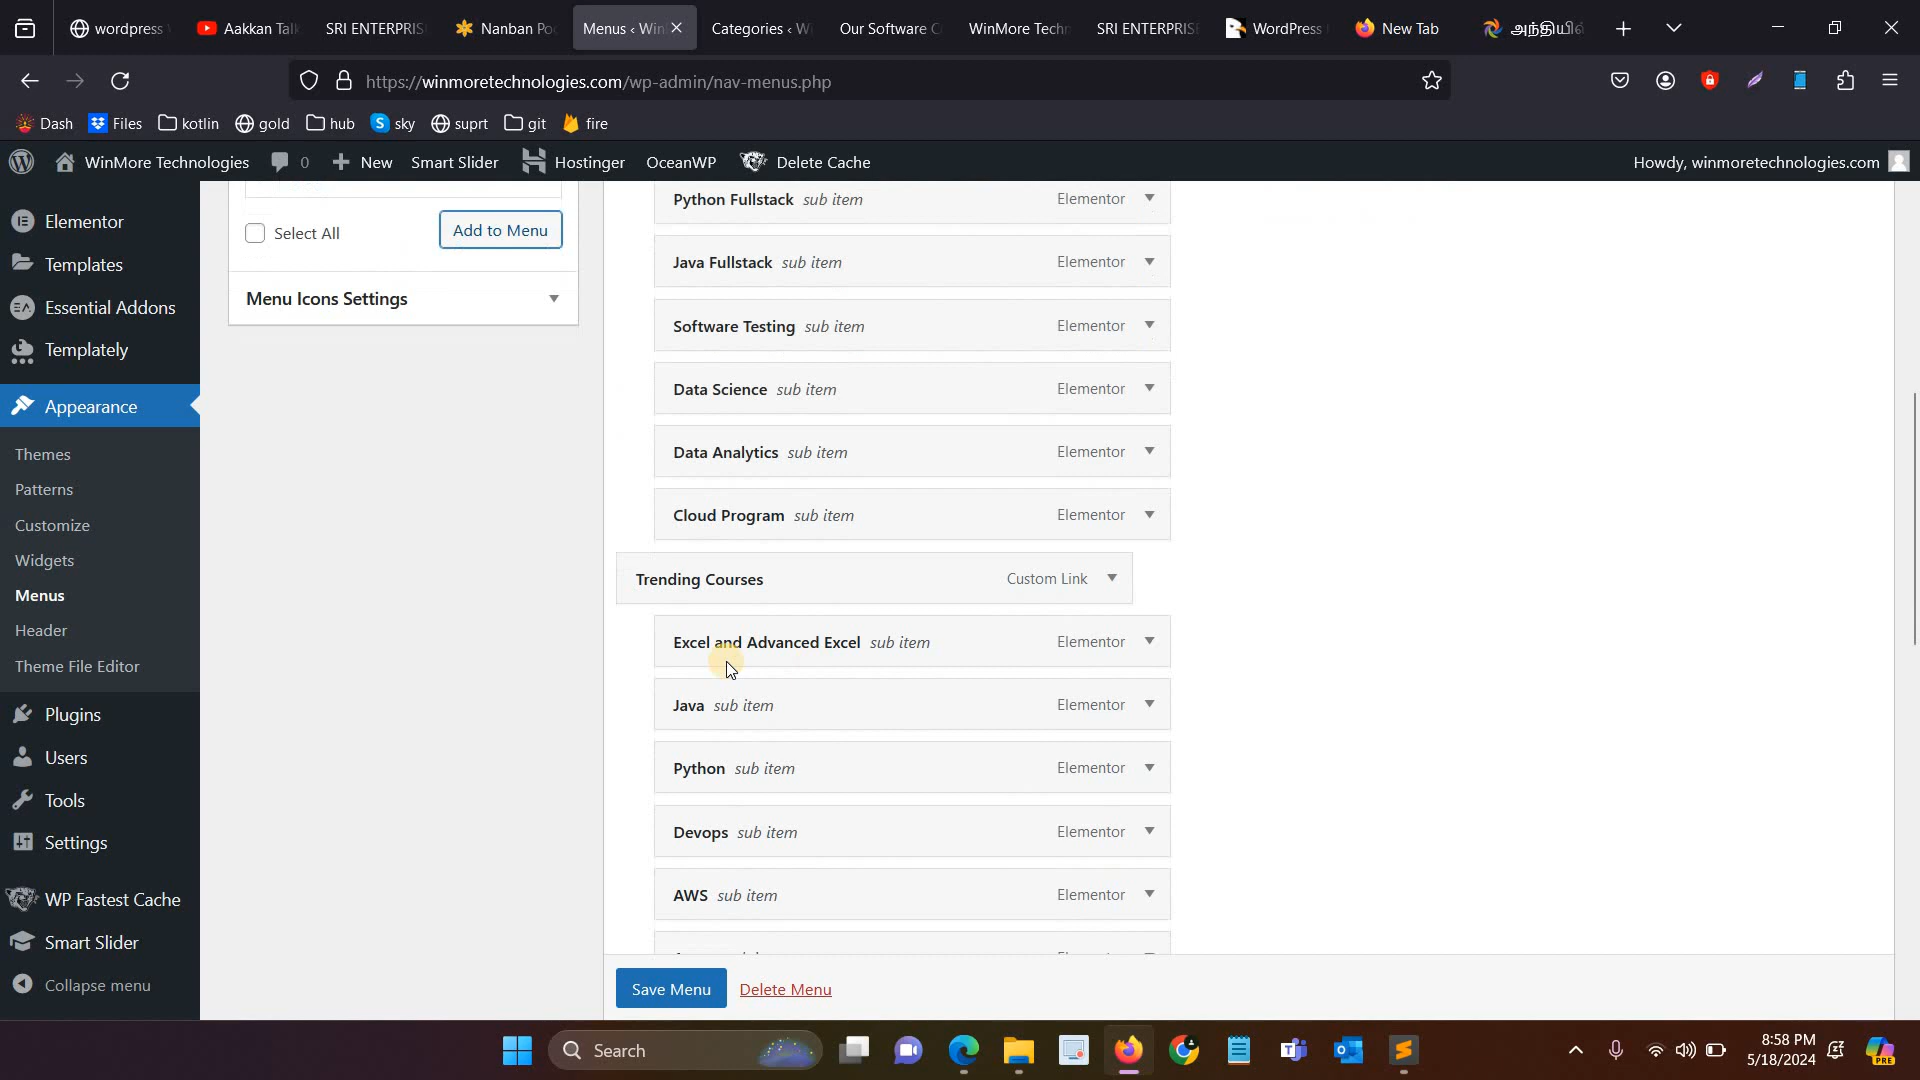 wordpress
Aakkan Talk
SRI ENTERPRIS
Nanban Po
Menus ‹ Win
Categories ‹ W
Our Software C
WinMore Techn
SRI ENTERPRIS
WordPress
New Tab
அந்தியில்
https://winmoretechnologies.com/wp-admin/nav-menus.php
Dash
Files
kotlin
gold
hub
sky
suprt
git
fire
WinMore Technologies
0
New
Smart Slider
Hostinger
OceanWP
Delete Cache
Howdy, winmoretechnologies.com
Elementor
Templates
Essential Addons
Templately
Appearance
Themes
Patterns
Customize
Widgets
Menus
Header
Theme File Editor
Plugins
Users
Tools
Settings
WP Fastest Cache
Smart Slider
Collapse menu
Select All
Add to Menu
Menu Icons Settings
Python Fullstack sub item Elementor
Java Fullstack sub item Elementor
Software Testing sub item Elementor
Data Science sub item Elementor
Data Analytics sub item Elementor
Cloud Program sub item Elementor
Trending Courses Custom Link
Excel and Advanced Excel sub item Elementor
Java sub item Elementor
Python sub item Elementor
Devops sub item Elementor
AWS sub item Elementor
Save Menu
Delete Menu
Search
8:58 PM
5/18/2024
PRE